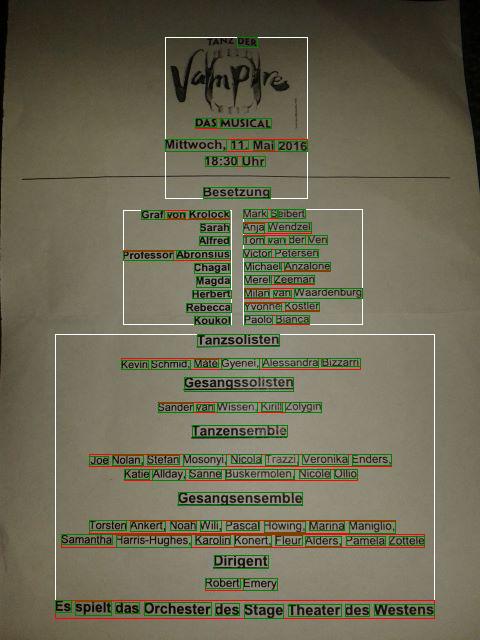 TANZ DER
Vampire
DAS MUSICAL
Mittwoch, 11. Mai 2016
18:30 Uhr
Besetzung
Graf von Krolock Mark Seibert
Sarah Anja Wendzel
Alfred Tom van der Ven
Professor Abronsius Victor Petersen
Chagal Michael Anzalone
Magda Merel Zeeman
Herbert Milan van Waardenburg
Rebecca Yvonne Köstler
Koukol Paolo Bianca
Tanzsolisten
Kevin Schmid, Máté Gyenei, Alessandra Bizzarri
Gesangssolisten
Sander van Wissen, Kirill Zolygin
Tanzensemble
Joe Nolan, Stefan Mosonyi, Nicola Trazzi, Veronika Enders,
Katie Allday, Sanne Buskermolen, Nicole Ollio
Gesangsensemble
Torsten Ankert, Noah Wili, Pascal Höwing, Marina Maniglio,
Samantha Harris-Hughes, Karolin Konert, Fleur Alders, Pamela Zottele
Dirigent
Robert Emery
Es spielt das Orchester des Stage Theater des Westens